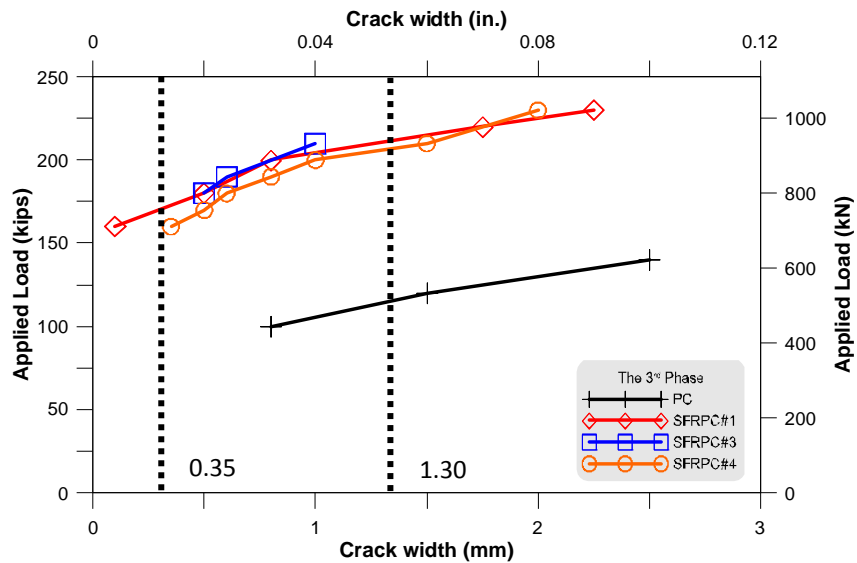 Crack width (in.)
0 0.04 0.08 0.12
250
200
150
100
50
0
Applied Load (kips)
1000
800
600
400
200
0
Applied Load (kN)
0.35
1.30
The 3rd Phase
PC
SFRPC#1
SFRPC#3
SFRPC#4
0 1 2 3
Crack width (mm)